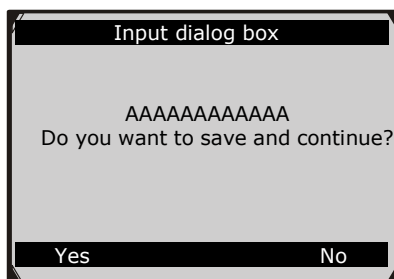 Input dialog box
AAAAAAAAAAAA
Do you want to save and continue?
Yes No